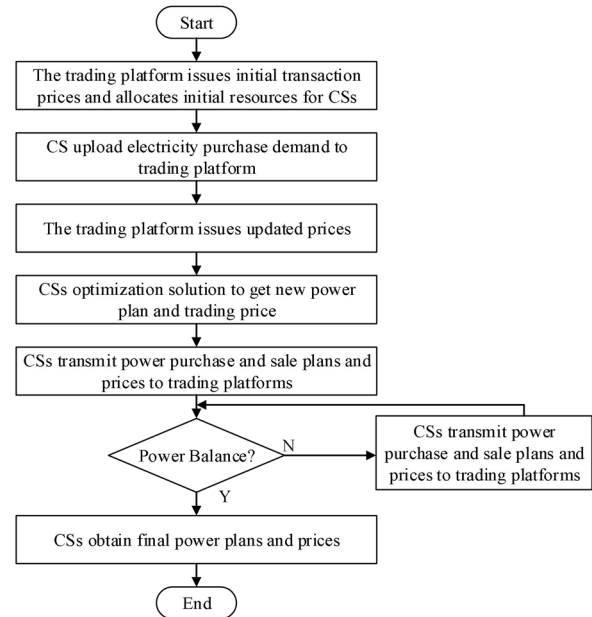 Start
The trading platform issues initial transaction
prices and allocates initial resources for CSs
CS upload electricity purchase demand to
trading platform
The trading platform issues updated prices
CSs optimization solution to get new power
plan and trading price
CSs transmit power purchase and sale plans and
prices to trading platforms
Power Balance?
N
CSs transmit power
purchase and sale plans and
prices to trading platforms
Y
CSs obtain final power plans and prices
End